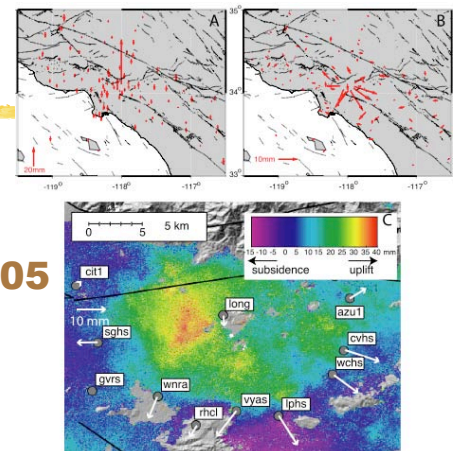 A
B
35°
34°
33°
20mm
10mm
-119°
-118°
-117°
-119°
-118°
-117°
05
0 5 5 km
C
-15 -10 -5 0 5 10 15 20 25 30 35 40 mm
subsidence uplift
cit1
10 mm
sghs
gvrs
long
azu1
cvhs
wchs
wnra
rhcl
vyas
lphs